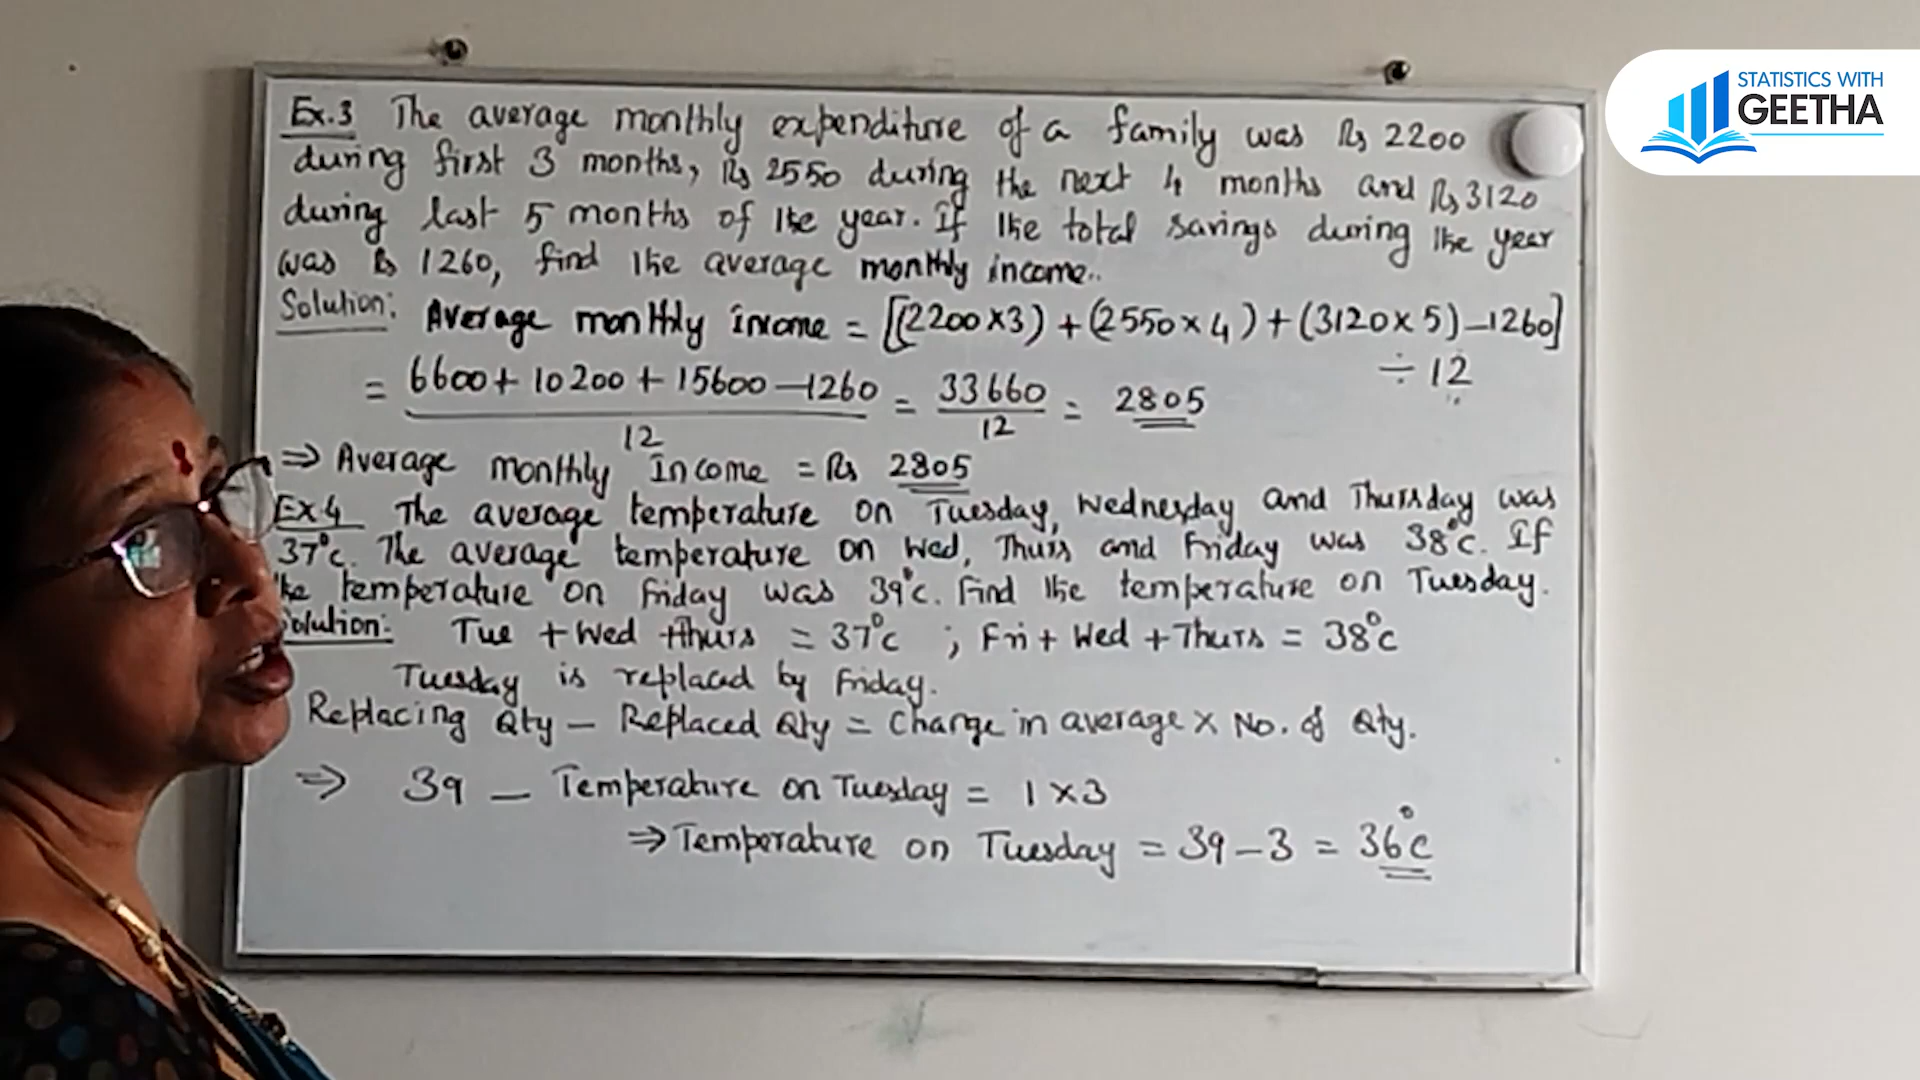 STATISTICS WITH
GEETHA
Ex.3 The average monthly expenditure of a family was Rs 2200
during first 3 months, Rs 2550 during the next 4 months and Rs 3120
during last 5 months of the year. If the total savings during the year
was Rs 1260, find the average monthly income..
Solution: Average monthly income = [(2200×3) + (2550×4) + (3120×5) – 1260]
÷ 12
= 6600 + 10200 + 15600 – 1260 / 12 = 33660 / 12 = 2805
⇒ Average monthly Income = Rs 2805
Ex.4 The average temperature on Tuesday, Wednesday and Thursday was
37°c. The average temperature on Wed, Thurs and Friday was 38°c. If
the temperature on Friday was 39°c. Find the temperature on Tuesday.
Solution: Tue + Wed + Thurs = 37°c ; Fri + Wed + Thurs = 38°c
Tuesday is replaced by Friday.
Replacing Qty – Replaced Qty = Change in average × No. of Qty.
⇒ 39 – Temperature on Tuesday = 1 × 3
⇒ Temperature on Tuesday = 39 – 3 = 36°c